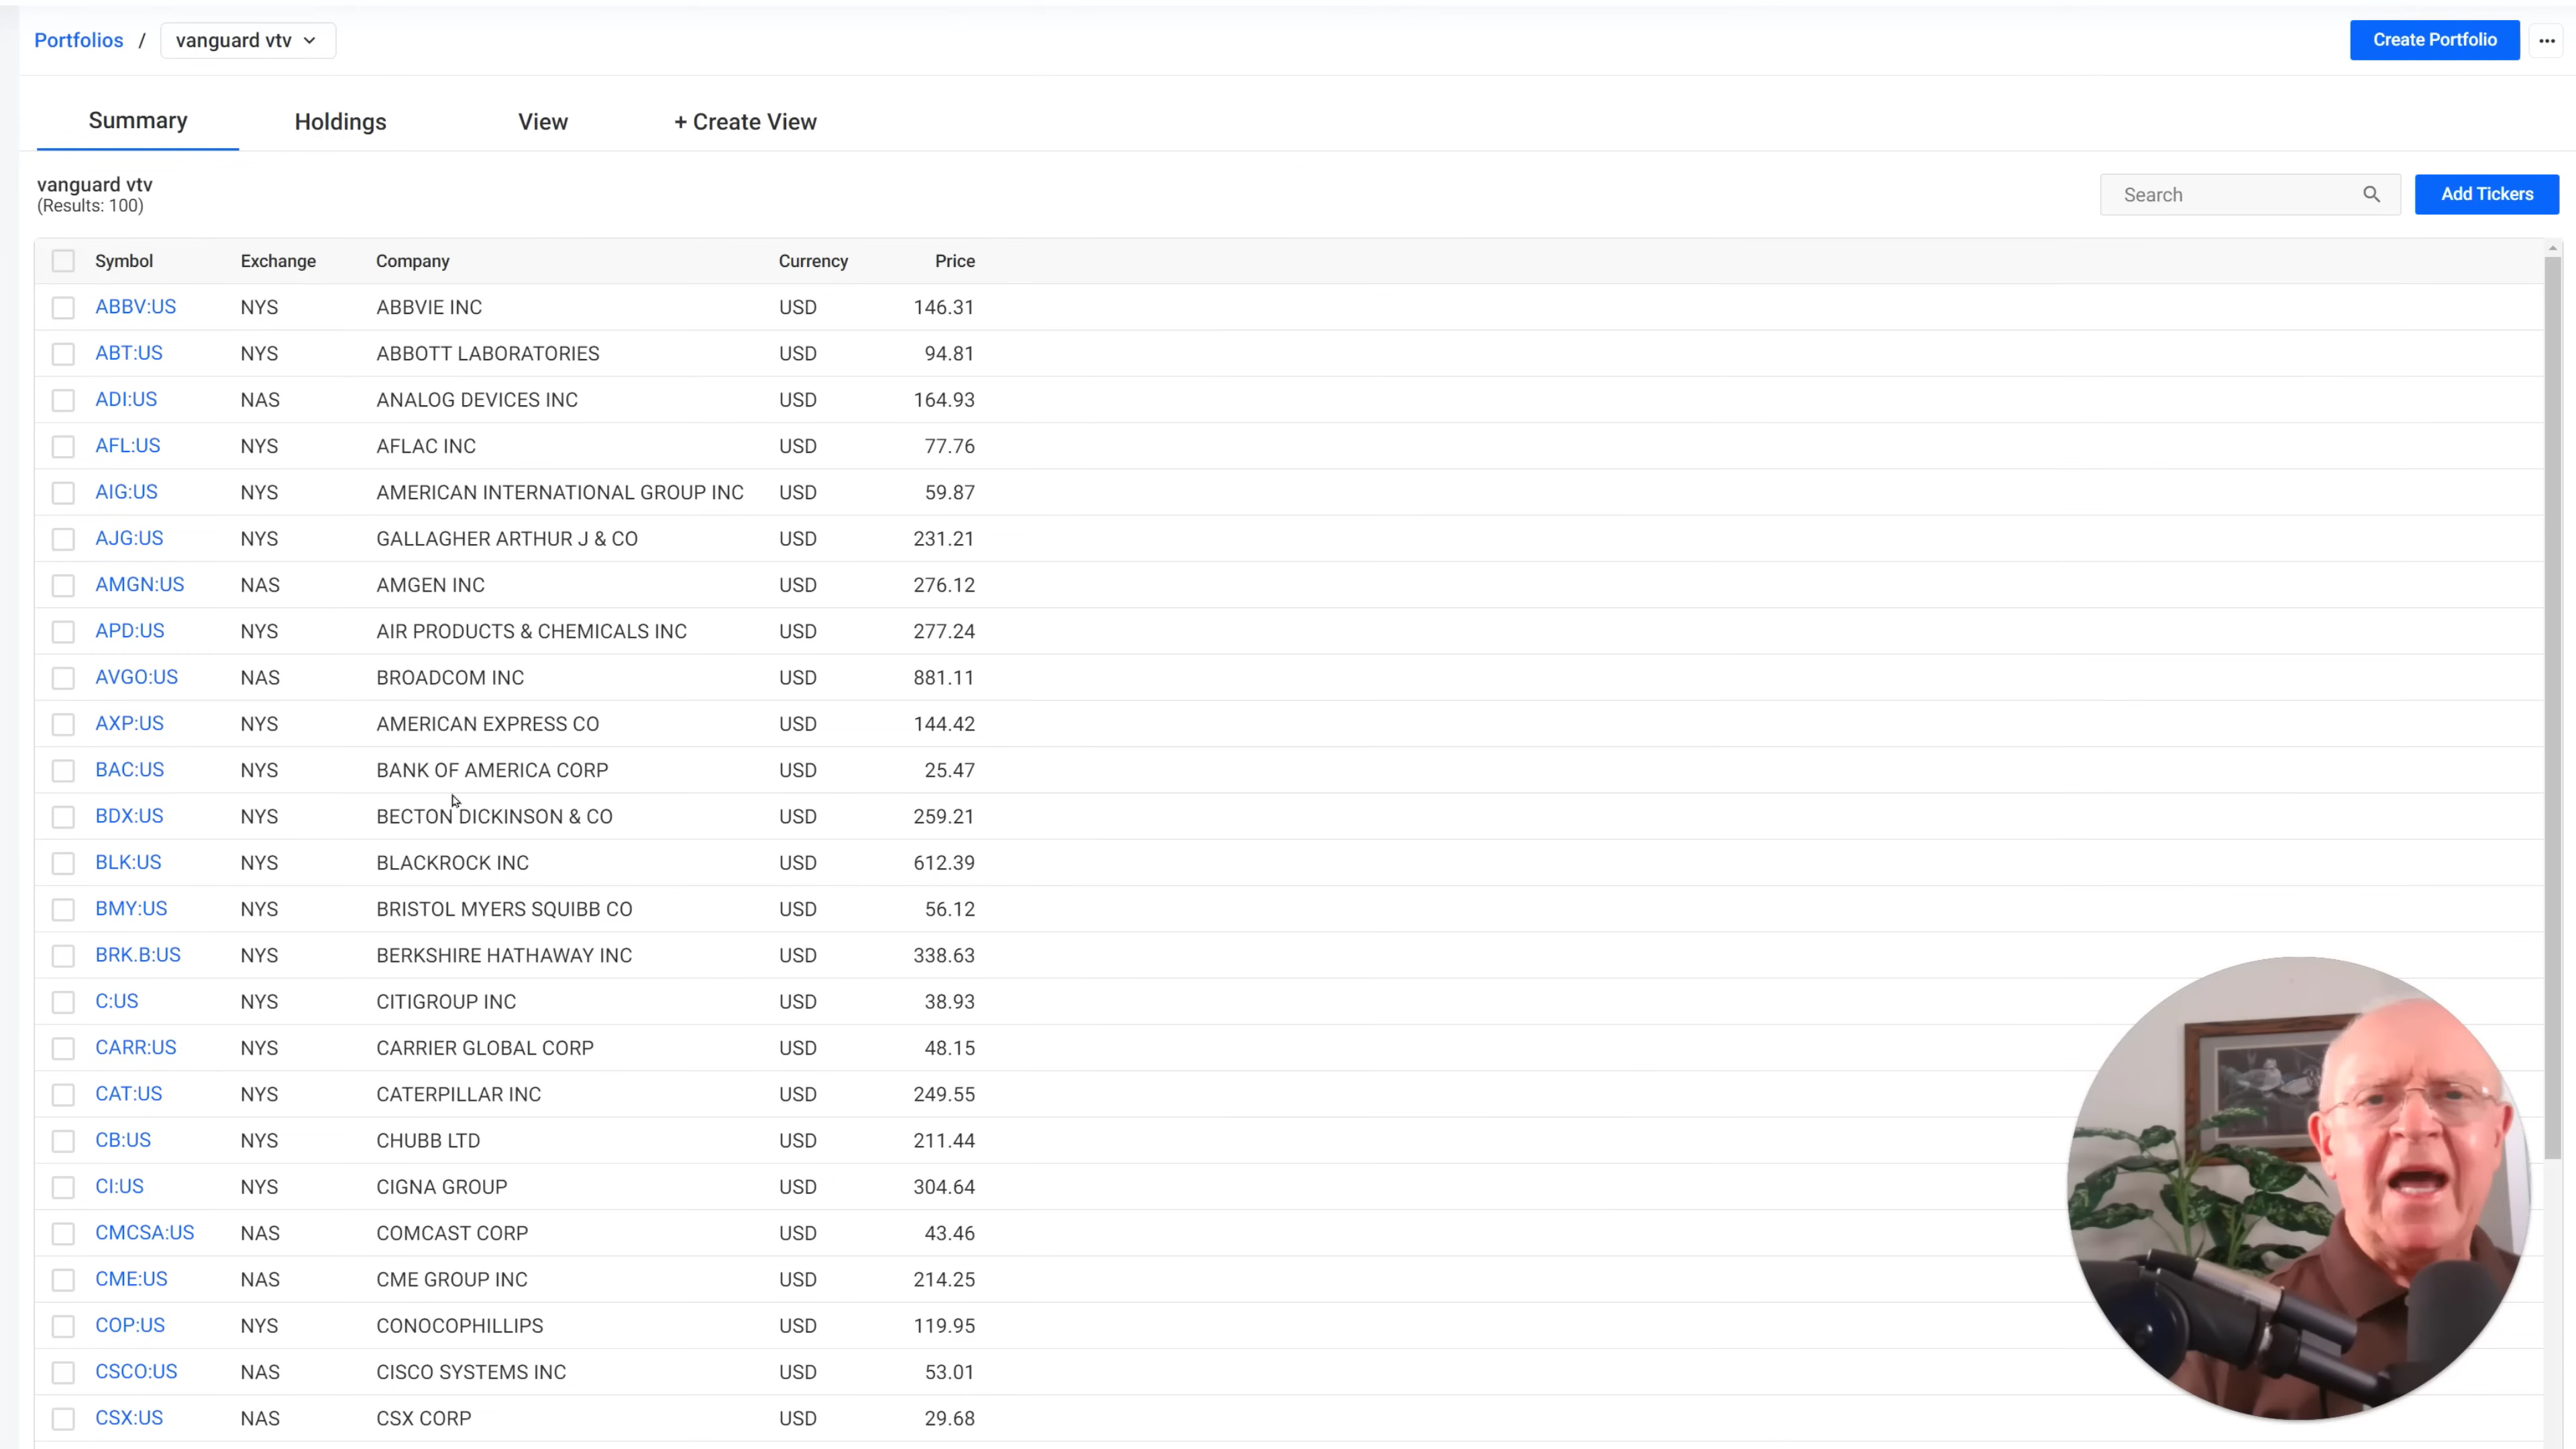 Portfolios / vanguard vtv
Create Portfolio
Summary Holdings View + Create View
vanguard vtv
(Results: 100)
Search
Add Tickers
Symbol Exchange Company Currency Price
ABBV:US NYS ABBVIE INC USD 146.31
ABT:US NYS ABBOTT LABORATORIES USD 94.81
ADI:US NAS ANALOG DEVICES INC USD 164.93
AFL:US NYS AFLAC INC USD 77.76
AIG:US NYS AMERICAN INTERNATIONAL GROUP INC USD 59.87
AJG:US NYS GALLAGHER ARTHUR J & CO USD 231.21
AMGN:US NAS AMGEN INC USD 276.12
APD:US NYS AIR PRODUCTS & CHEMICALS INC USD 277.24
AVGO:US NAS BROADCOM INC USD 881.11
AXP:US NYS AMERICAN EXPRESS CO USD 144.42
BAC:US NYS BANK OF AMERICA CORP USD 25.47
BDX:US NYS BECTON DICKINSON & CO USD 259.21
BLK:US NYS BLACKROCK INC USD 612.39
BMY:US NYS BRISTOL MYERS SQUIBB CO USD 56.12
BRK.B:US NYS BERKSHIRE HATHAWAY INC USD 338.63
C:US NYS CITIGROUP INC USD 38.93
CARR:US NYS CARRIER GLOBAL CORP USD 48.15
CAT:US NYS CATERPILLAR INC USD 249.55
CB:US NYS CHUBB LTD USD 211.44
CI:US NYS CIGNA GROUP USD 304.64
CMCSA:US NAS COMCAST CORP USD 43.46
CME:US NAS CME GROUP INC USD 214.25
COP:US NYS CONOCOPHILLIPS USD 119.95
CSCO:US NAS CISCO SYSTEMS INC USD 53.01
CSX:US NAS CSX CORP USD 29.68